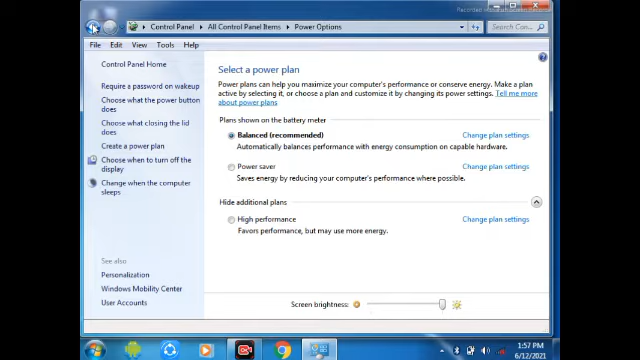 Recorded with
Control Panel All Control Panel Items Power Options Search Con...
File Edit View Tools Help
Control Panel Home
Require a password on wakeup
Choose what the power button
does
Choose what closing the lid
does
Create a power plan
Choose when to turn off the
display
Change when the computer
sleeps
See also
Personalization
Windows Mobility Center
User Accounts
Select a power plan
Power plans can help you maximize your computer's performance or conserve energy. Make a plan
active by selecting it, or choose a plan and customize it by changing its power settings. Tell me more
about power plans
Plans shown on the battery meter
Balanced (recommended) Change plan settings
Automatically balances performance with energy consumption on capable hardware.
Power saver Change plan settings
Saves energy by reducing your computer's performance where possible.
Hide additional plans
High performance Change plan settings
Favors performance, but may use more energy.
Screen brightness:
1:57 PM
6/12/2021